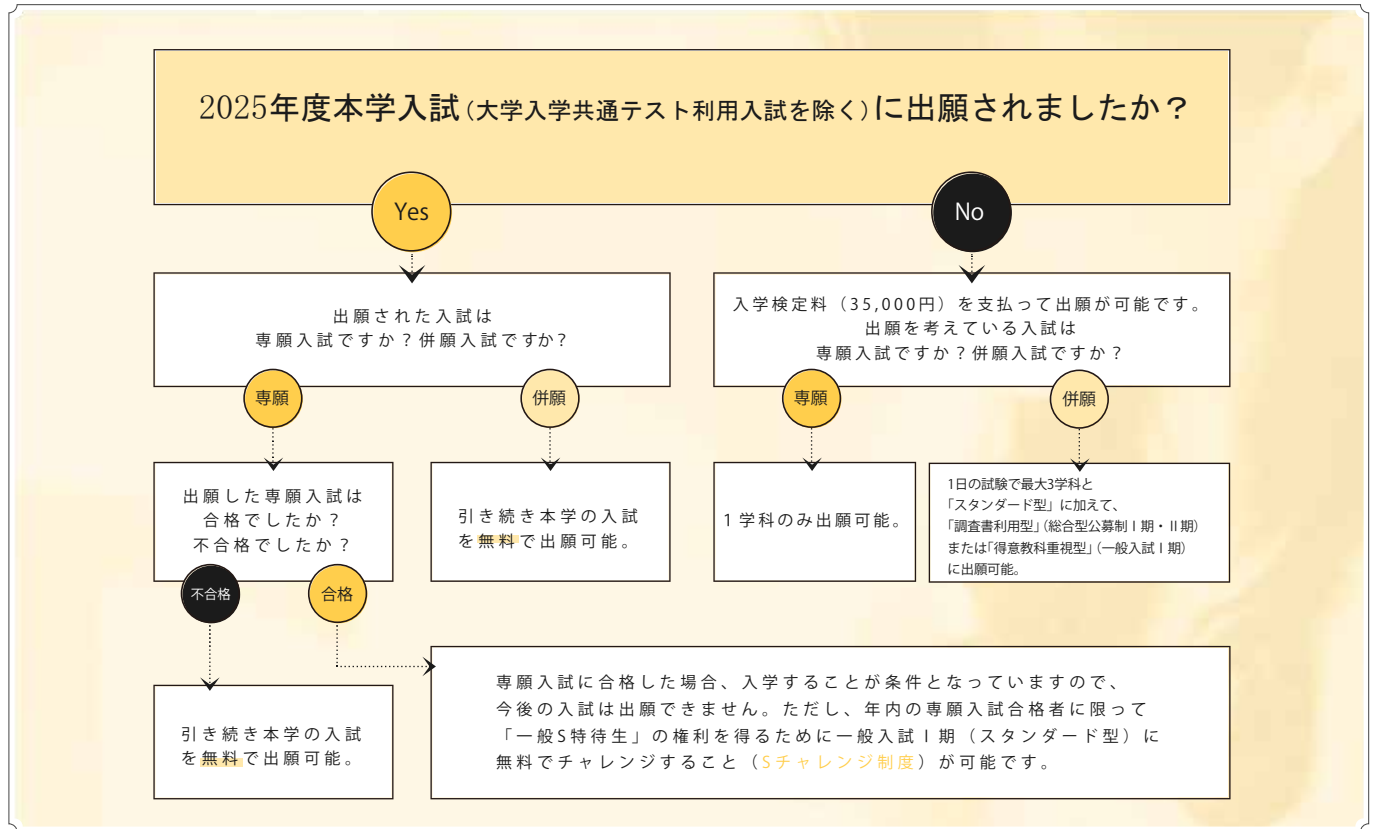 2025年度本学入試(大学入学共通テスト利用入試を除く)に出願されましたか?
Yes
No
出願された入試は
専願入試ですか?併願入試ですか?
入学検定料(35,000円)を支払って出願が可能です。
出願を考えている入試は
専願入試ですか?併願入試ですか?
専願
併願
専願
併願
出願した専願入試は
合格でしたか?
不合格でしたか?
引き続き本学の入試
を無料で出願可能。
1学科のみ出願可能。
1日の試験で最大3学科と
「スタンダード型」に加えて、
「調査書利用型」(総合型公募制Ⅰ期・Ⅱ期)
または「得意教科重視型」(一般入試Ⅰ期)
に出願可能。
不合格
合格
引き続き本学の入試
を無料で出願可能。
専願入試に合格した場合、入学することが条件となっていますので、
今後の入試は出願できません。ただし、年内の専願入試合格者に限って
「一般S特待生」の権利を得るために一般入試Ⅰ期(スタンダード型)に
無料でチャレンジすること(Sチャレンジ制度)が可能です。